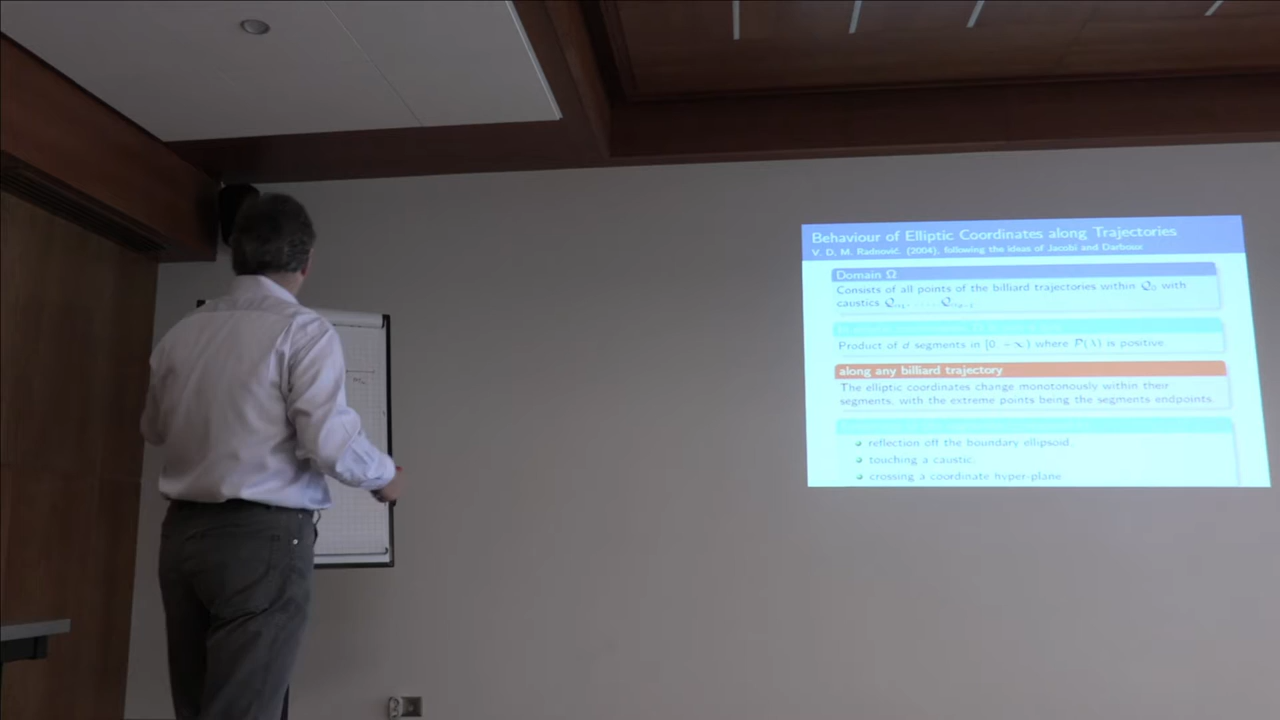 Behaviour of Elliptic Coordinates along Trajectories
V. D, M. Radnović. (2004), following the ideas of Jacobi and Darboux
Domain Ω
Consists of all points of the billiard trajectories within Q₀ with
caustics
Product of d segments in [0, −∞) where P(λ) is positive.
along any billiard trajectory
The elliptic coordinates change monotonously within their
segments, with the extreme points being the segments endpoints.
reflection off the boundary ellipsoid.
touching a caustic.
crossing a coordinate hyper-plane